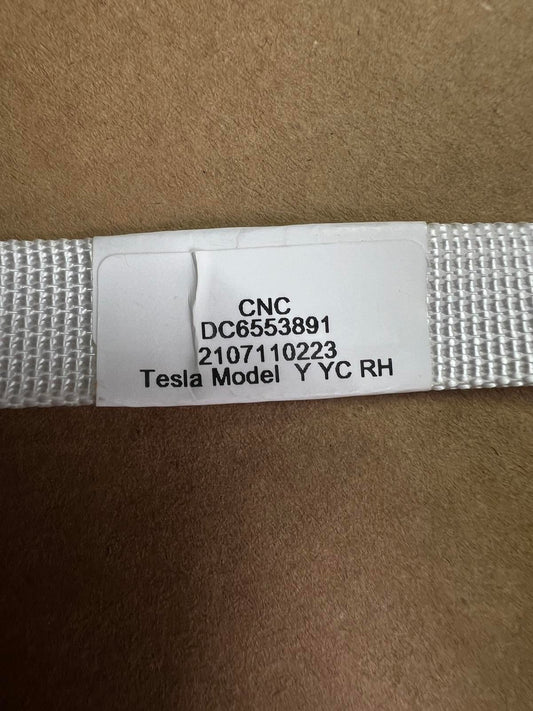 CNC
DC6553891
2107110223
Tesla Model Y YC RH